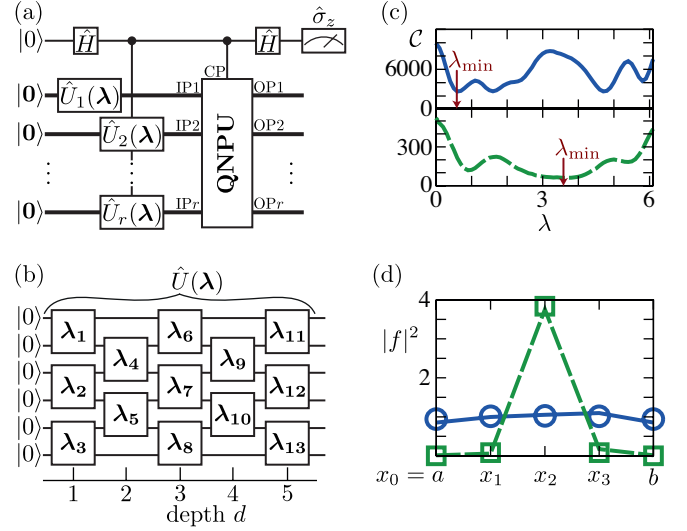 (a)
|0⟩ Ĥ Ĥ σ̂z
CP
|0⟩ Û1(λ) IP1 OP1
|0⟩ Û2(λ) IP2 OP2
QNPU
⋮ ⋮ ⋮
|0⟩ Ûr(λ) IPr OPr
(b)
Û(λ)
|0⟩ λ1 λ6 λ11
|0⟩ λ4 λ9
|0⟩ λ2 λ7 λ12
|0⟩ λ5 λ10
|0⟩ λ3 λ8 λ13
|0⟩
1 2 3 4 5
depth d
(c)
C
λmin
6000
0
λmin
300
0
0 3 6
λ
(d)
4
|f|²
2
x0 = a x1 x2 x3 b